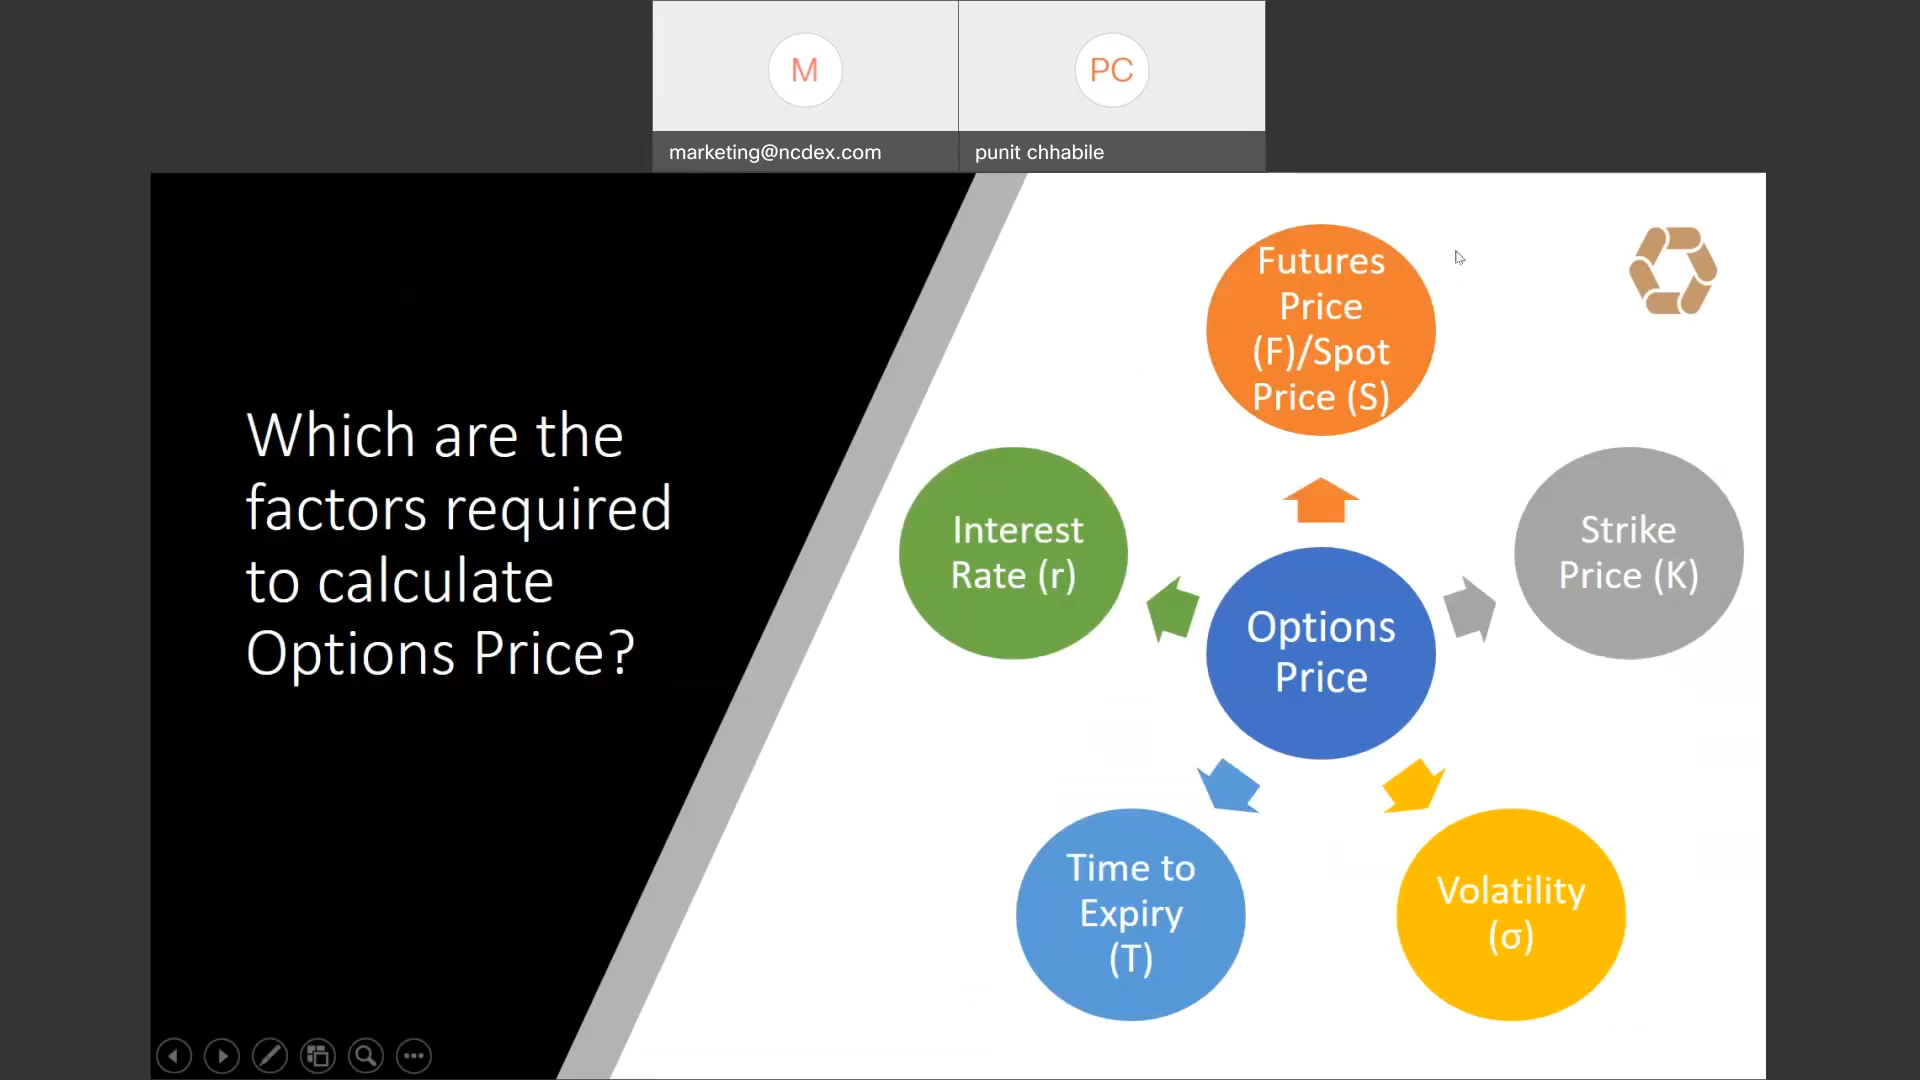 M
PC
marketing@ncdex.com
punit chhabile
Which are the
factors required
to calculate
Options Price?
Futures
Price
(F)/Spot
Price (S)
Interest
Rate (r)
Strike
Price (K)
Options
Price
Time to
Expiry
(T)
Volatility
(σ)